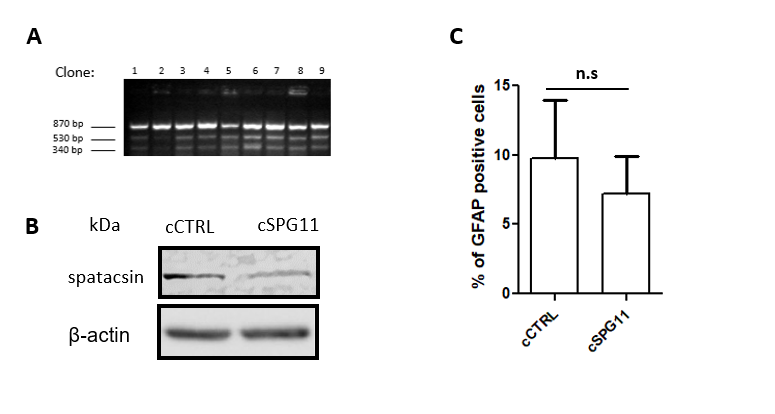 A
Clone: 1 2 3 4 5 6 7 8 9
870 bp
530 bp
340 bp
B
kDa cCTRL cSPG11
spatacsin
β-actin
C
n.s
% of GFAP positive cells
15
10
5
0
cCTRL
cSPG11